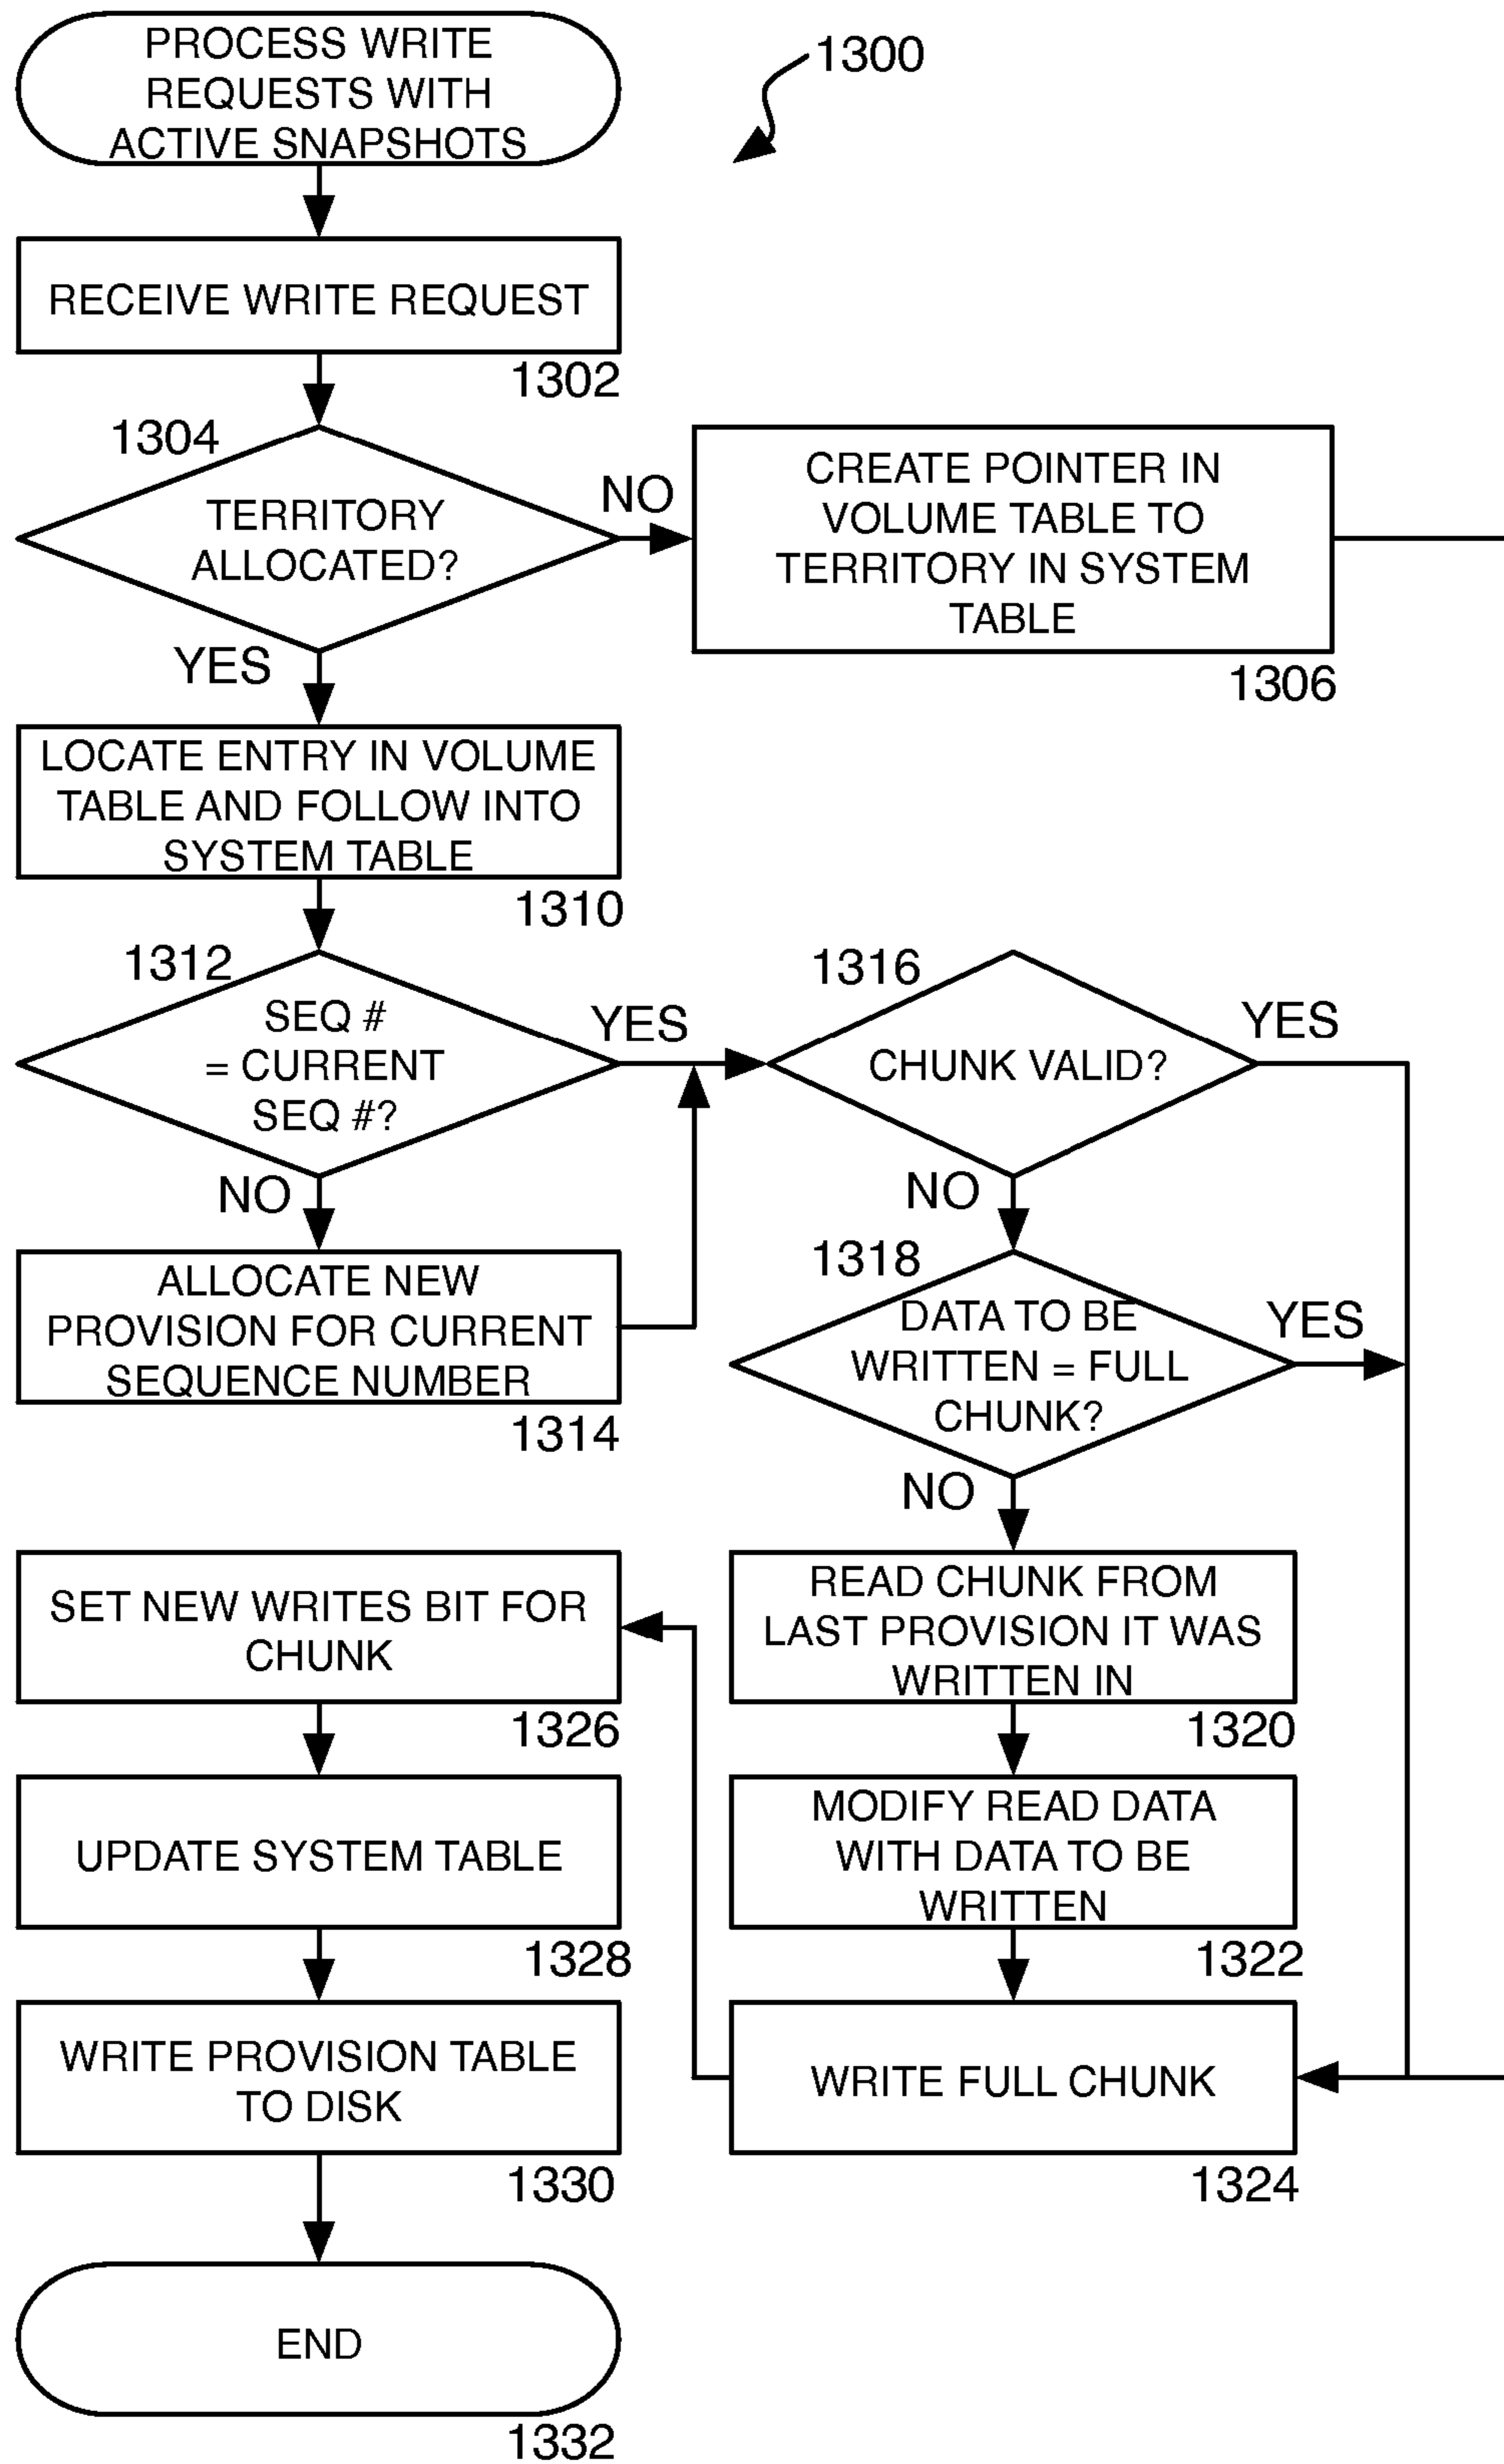 PROCESS WRITE
REQUESTS WITH
ACTIVE SNAPSHOTS
1300
RECEIVE WRITE REQUEST
1302
1304
TERRITORY
ALLOCATED?
NO
YES
CREATE POINTER IN
VOLUME TABLE TO
TERRITORY IN SYSTEM
TABLE
1306
LOCATE ENTRY IN VOLUME
TABLE AND FOLLOW INTO
SYSTEM TABLE
1310
1312
SEQ #
= CURRENT
SEQ #?
YES
NO
ALLOCATE NEW
PROVISION FOR CURRENT
SEQUENCE NUMBER
1314
1316
CHUNK VALID?
YES
NO
1318
DATA TO BE
WRITTEN = FULL
CHUNK?
YES
NO
READ CHUNK FROM
LAST PROVISION IT WAS
WRITTEN IN
1320
MODIFY READ DATA
WITH DATA TO BE
WRITTEN
1322
WRITE FULL CHUNK
1324
SET NEW WRITES BIT FOR
CHUNK
1326
UPDATE SYSTEM TABLE
1328
WRITE PROVISION TABLE
TO DISK
1330
END
1332